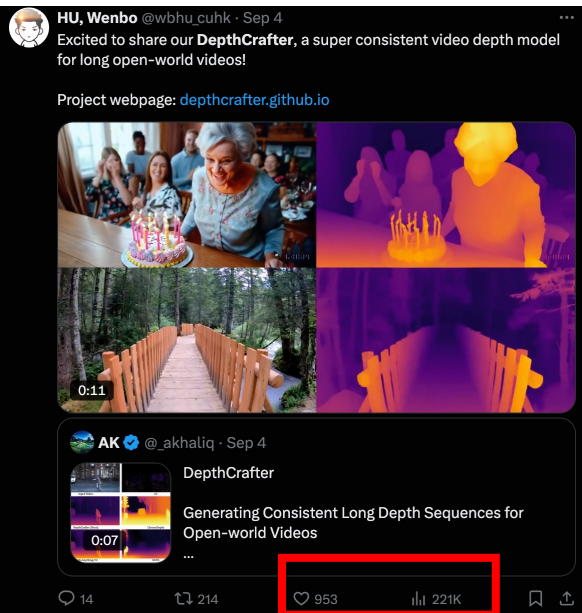 HU, Wenbo @wbhu_cuhk · Sep 4
Excited to share our DepthCrafter, a super consistent video depth model
for long open-world videos!
Project webpage: depthcrafter.github.io
0:11
AK @_akhaliq · Sep 4
DepthCrafter
0:07
Generating Consistent Long Depth Sequences for
Open-world Videos
...
14 214 953 221K